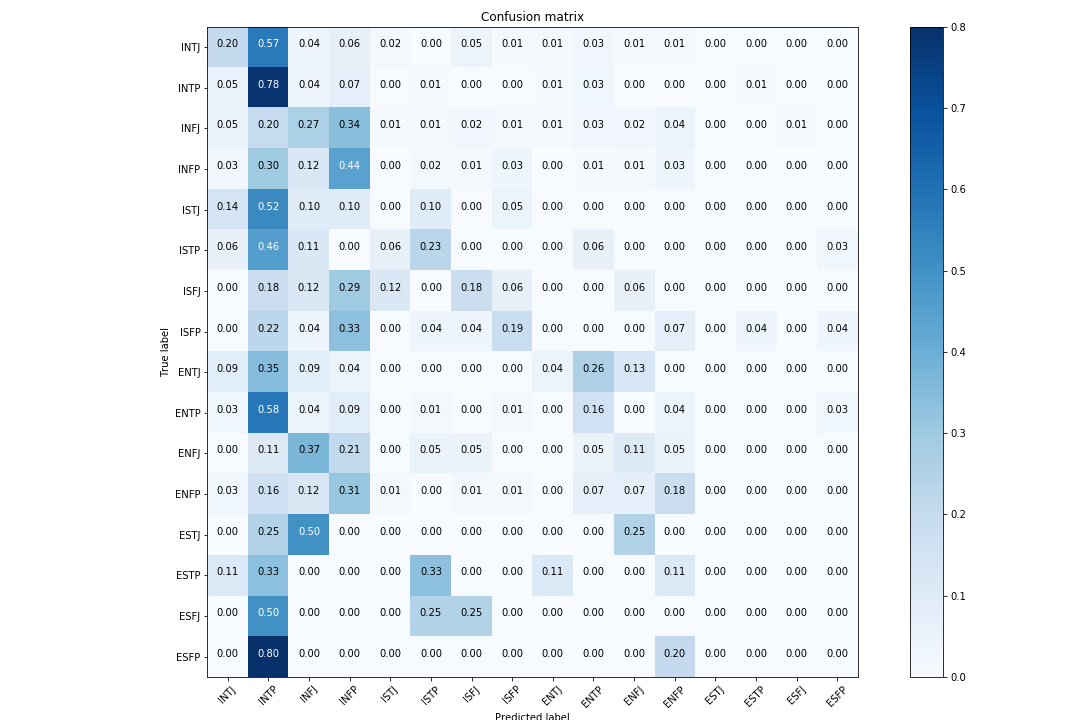 Confusion matrix
True label
INTJ 0.20 0.57 0.04 0.06 0.02 0.00 0.05 0.01 0.01 0.03 0.01 0.01 0.00 0.00 0.00 0.00
INTP 0.05 0.78 0.04 0.07 0.00 0.01 0.00 0.00 0.01 0.03 0.00 0.00 0.00 0.01 0.00 0.00
INFJ 0.05 0.20 0.27 0.34 0.01 0.01 0.02 0.01 0.01 0.03 0.02 0.04 0.00 0.00 0.01 0.00
INFP 0.03 0.30 0.12 0.44 0.00 0.02 0.01 0.03 0.00 0.01 0.01 0.03 0.00 0.00 0.00 0.00
ISTJ 0.14 0.52 0.10 0.10 0.00 0.10 0.00 0.05 0.00 0.00 0.00 0.00 0.00 0.00 0.00 0.00
ISTP 0.06 0.46 0.11 0.00 0.06 0.23 0.00 0.00 0.00 0.06 0.00 0.00 0.00 0.00 0.00 0.03
ISFJ 0.00 0.18 0.12 0.29 0.12 0.00 0.18 0.06 0.00 0.00 0.06 0.00 0.00 0.00 0.00 0.00
ISFP 0.00 0.22 0.04 0.33 0.00 0.04 0.04 0.19 0.00 0.00 0.00 0.07 0.00 0.04 0.00 0.04
ENTJ 0.09 0.35 0.09 0.04 0.00 0.00 0.00 0.00 0.04 0.26 0.13 0.00 0.00 0.00 0.00 0.00
ENTP 0.03 0.58 0.04 0.09 0.00 0.01 0.00 0.01 0.00 0.16 0.00 0.04 0.00 0.00 0.00 0.03
ENFJ 0.00 0.11 0.37 0.21 0.00 0.05 0.05 0.00 0.00 0.05 0.11 0.05 0.00 0.00 0.00 0.00
ENFP 0.03 0.16 0.12 0.31 0.01 0.00 0.01 0.01 0.00 0.07 0.07 0.18 0.00 0.00 0.00 0.00
ESTJ 0.00 0.25 0.50 0.00 0.00 0.00 0.00 0.00 0.00 0.00 0.25 0.00 0.00 0.00 0.00 0.00
ESTP 0.11 0.33 0.00 0.00 0.00 0.33 0.00 0.00 0.11 0.00 0.00 0.11 0.00 0.00 0.00 0.00
ESFJ 0.00 0.50 0.00 0.00 0.00 0.25 0.25 0.00 0.00 0.00 0.00 0.00 0.00 0.00 0.00 0.00
ESFP 0.00 0.80 0.00 0.00 0.00 0.00 0.00 0.00 0.00 0.00 0.00 0.20 0.00 0.00 0.00 0.00
INTJ INTP INFJ INFP ISTJ ISTP ISFJ ISFP ENTJ ENTP ENFJ ENFP ESTJ ESTP ESFJ ESFP
Predicted label
0.8
0.7
0.6
0.5
0.4
0.3
0.2
0.1
0.0